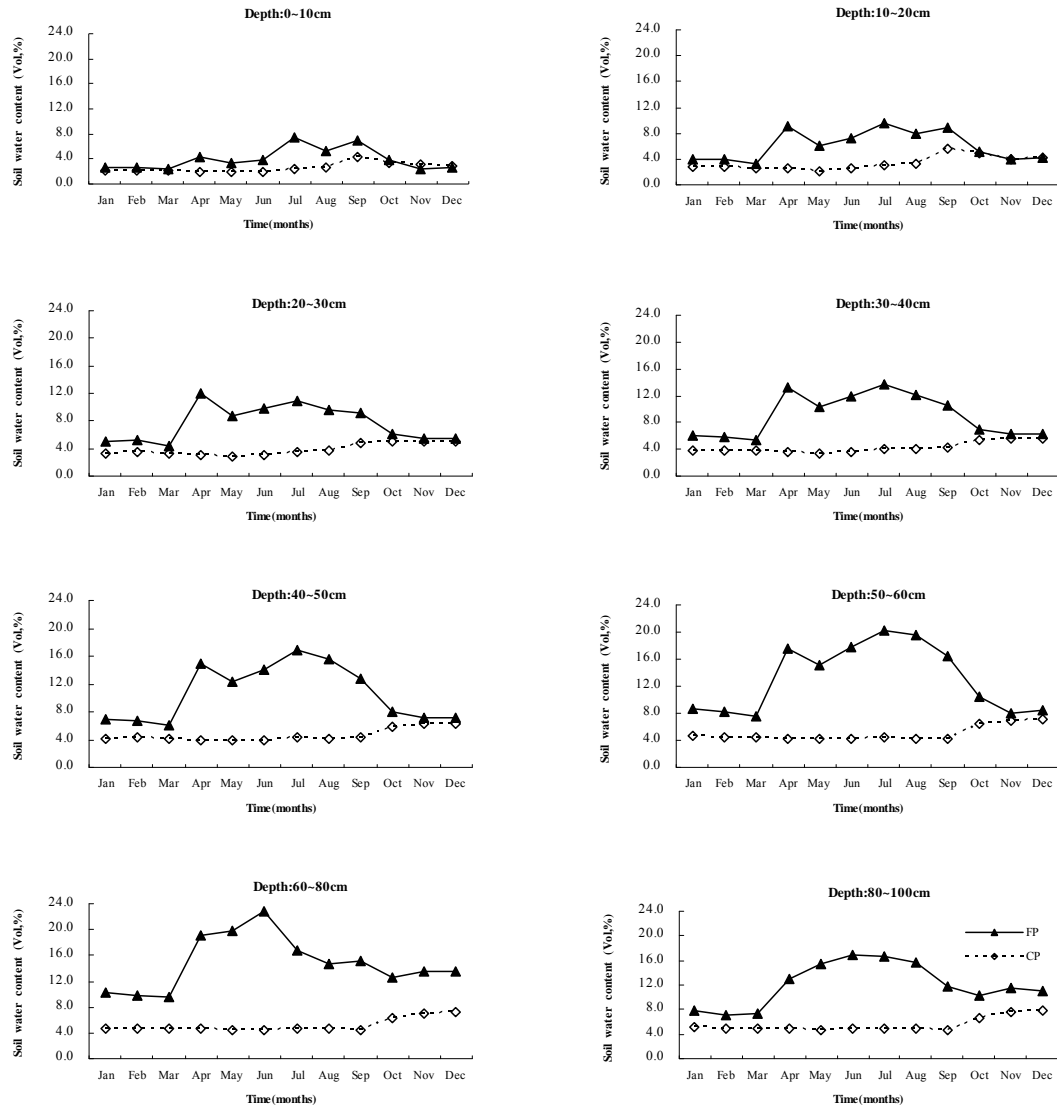 Depth:0~10cm
Soil water content (Vol,%)
24.0
20.0
16.0
12.0
8.0
4.0
0.0
Jan Feb Mar Apr May Jun Jul Aug Sep Oct Nov Dec
Time(months)
Depth:10~20cm
Soil water content (Vol,%)
24.0
20.0
16.0
12.0
8.0
4.0
0.0
Jan Feb Mar Apr May Jun Jul Aug Sep Oct Nov Dec
Time(months)
Depth:20~30cm
Soil water content (Vol,%)
24.0
20.0
16.0
12.0
8.0
4.0
0.0
Jan Feb Mar Apr May Jun Jul Aug Sep Oct Nov Dec
Time(months)
Depth:30~40cm
Soil water content (Vol,%)
24.0
20.0
16.0
12.0
8.0
4.0
0.0
Jan Feb Mar Apr May Jun Jul Aug Sep Oct Nov Dec
Time(months)
Depth:40~50cm
Soil water content (Vol,%)
24.0
20.0
16.0
12.0
8.0
4.0
0.0
Jan Feb Mar Apr May Jun Jul Aug Sep Oct Nov Dec
Time(months)
Depth:50~60cm
Soil water content (Vol,%)
24.0
20.0
16.0
12.0
8.0
4.0
0.0
Jan Feb Mar Apr May Jun Jul Aug Sep Oct Nov Dec
Time(months)
Depth:60~80cm
Soil water content (Vol,%)
24.0
20.0
16.0
12.0
8.0
4.0
0.0
Jan Feb Mar Apr May Jun Jul Aug Sep Oct Nov Dec
Time(months)
Depth:80~100cm
Soil water content (Vol,%)
24.0
20.0
16.0
12.0
8.0
4.0
0.0
FP
CP
Jan Feb Mar Apr May Jun Jul Aug Sep Oct Nov Dec
Time(months)